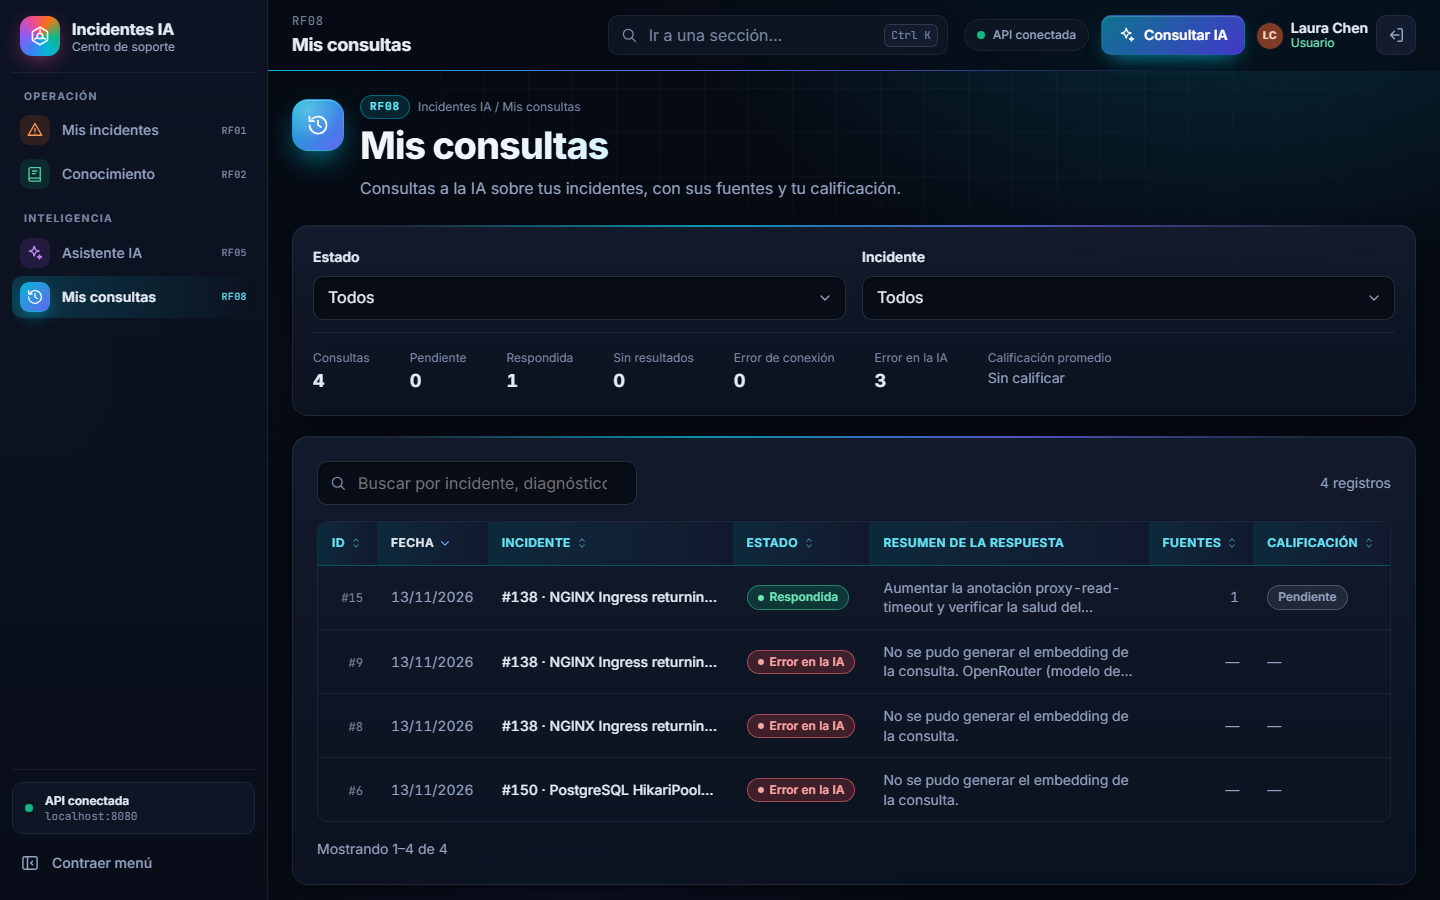 Incidentes IA
Centro de soporte
OPERACIÓN
Mis incidentes RF01
Conocimiento RF02
INTELIGENCIA
Asistente IA RF05
Mis consultas RF08
API conectada
localhost:8080
Contraer menú
RF08
Mis consultas
Ir a una sección... Ctrl K
API conectada
Consultar IA
LC
Laura Chen
Usuario
RF08 Incidentes IA / Mis consultas
Mis consultas
Consultas a la IA sobre tus incidentes, con sus fuentes y tu calificación.
Estado
Todos
Incidente
Todos
Consultas
4
Pendiente
0
Respondida
1
Sin resultados
0
Error de conexión
0
Error en la IA
3
Calificación promedio
Sin calificar
Buscar por incidente, diagnóstic
4 registros
ID FECHA INCIDENTE ESTADO RESUMEN DE LA RESPUESTA FUENTES CALIFICACIÓN
#15 13/11/2026 #138 · NGINX Ingress returnin... Respondida Aumentar la anotación proxy-read-
timeout y verificar la salud del... 1 Pendiente
#9 13/11/2026 #138 · NGINX Ingress returnin... Error en la IA No se pudo generar el embedding de
la consulta. OpenRouter (modelo de... — —
#8 13/11/2026 #138 · NGINX Ingress returnin... Error en la IA No se pudo generar el embedding de
la consulta. — —
#6 13/11/2026 #150 · PostgreSQL HikariPool... Error en la IA No se pudo generar el embedding de
la consulta. — —
Mostrando 1–4 de 4